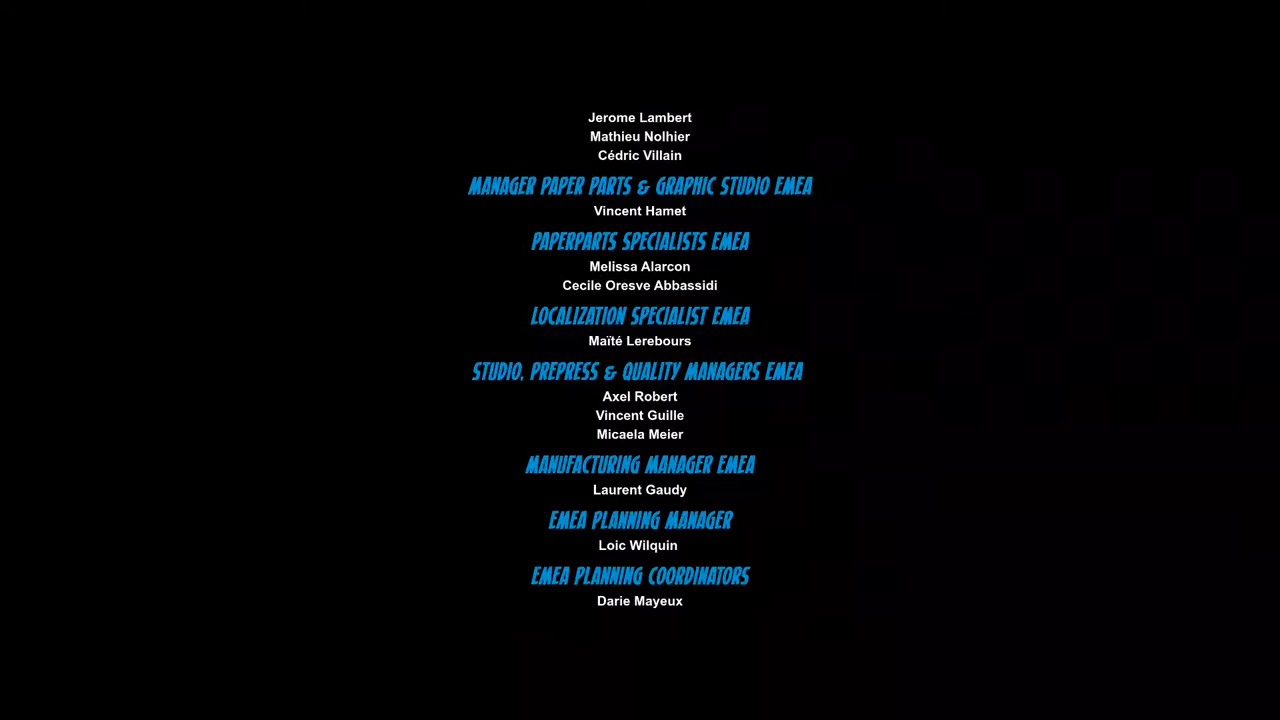 Jerome Lambert
Mathieu Nolhier
Cédric Villain
MANAGER PAPER PARTS & GRAPHIC STUDIO EMEA
Vincent Hamet
PAPERPARTS SPECIALISTS EMEA
Melissa Alarcon
Cecile Oresve Abbassidi
LOCALIZATION SPECIALIST EMEA
Maïté Lerebours
STUDIO, PREPRESS & QUALITY MANAGERS EMEA
Axel Robert
Vincent Guille
Micaela Meier
MANUFACTURING MANAGER EMEA
Laurent Gaudy
EMEA PLANNING MANAGER
Loic Wilquin
EMEA PLANNING COORDINATORS
Darie Mayeux